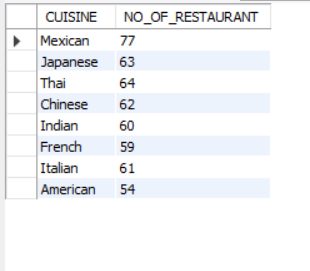 CUISINE NO_OF_RESTAURANT
Mexican 77
Japanese 63
Thai 64
Chinese 62
Indian 60
French 59
Italian 61
American 54